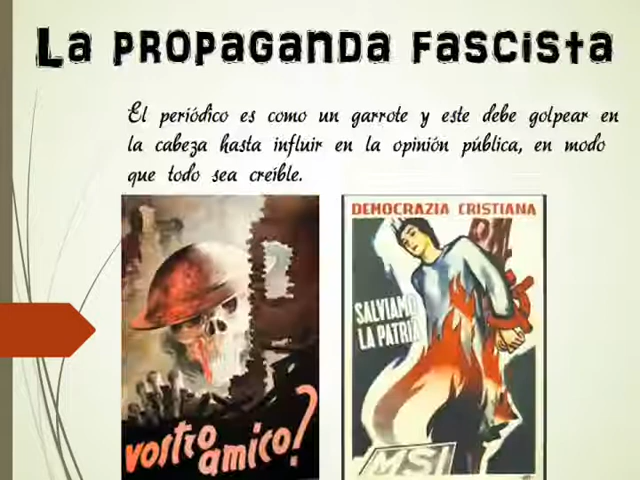 La propaganda fascista
El periódico es como un garrote y este debe golpear en
la cabeza hasta influir en la opinión pública, en modo
que todo sea creíble.
DEMOCRAZIA CRISTIANA
SALVIAMO
LA PATRIA
vostro
amico?
MSI